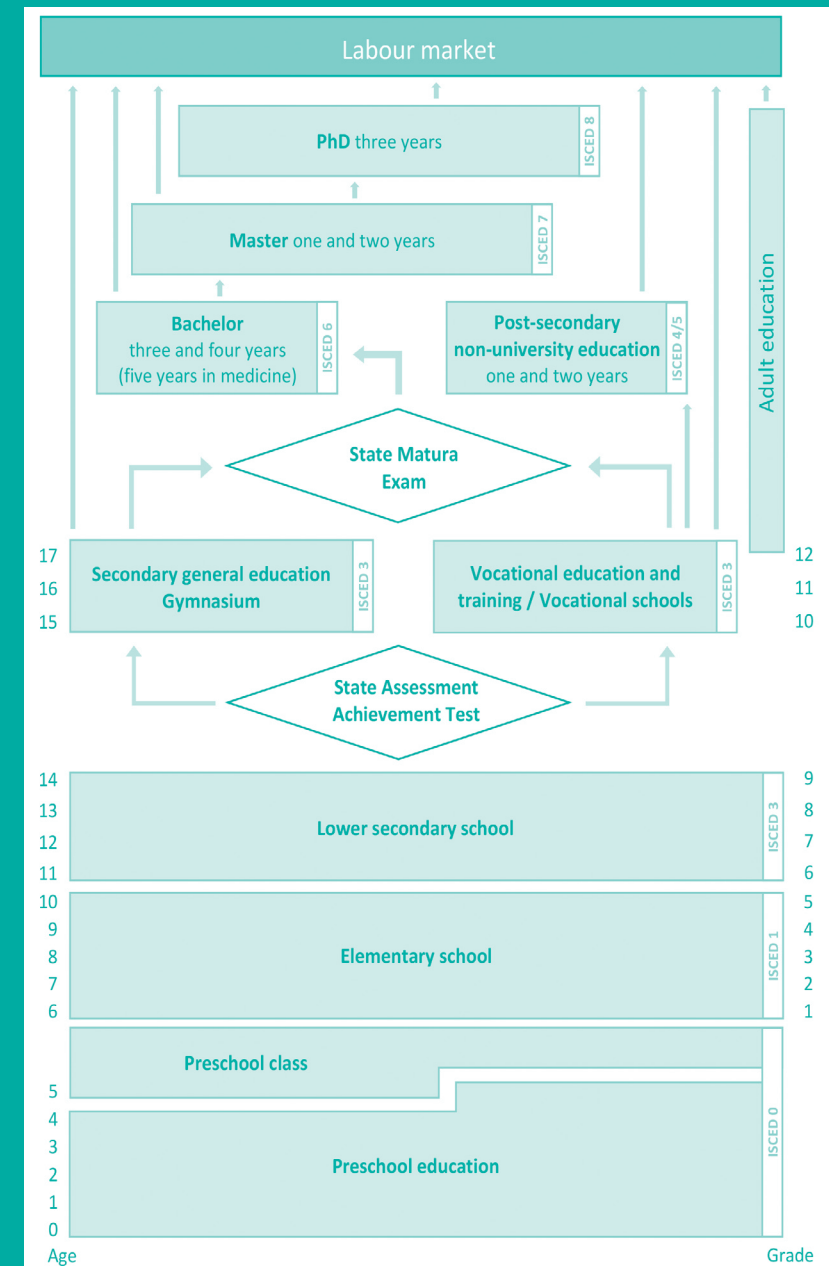 Labour market
PhD three years
ISCED 8
Master one and two years
ISCED 7
Bachelor
three and four years
(five years in medicine)
ISCED 6
Post-secondary
non-university education
one and two years
ISCED 4/5
Adult education
State Matura
Exam
17
16
15
Secondary general education
Gymnasium
ISCED 3
Vocational education and
training / Vocational schools
ISCED 3
12
11
10
State Assessment
Achievement Test
14
13
12
11
Lower secondary school
ISCED 3
9
8
7
6
10
9
8
7
6
Elementary school
ISCED 1
5
4
3
2
1
Preschool class
5
4
3
2
1
0
Preschool education
ISCED 0
Age
Grade